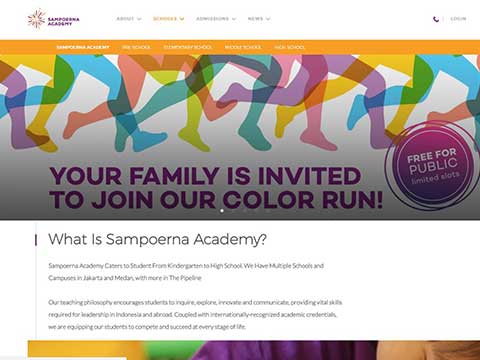 SAMPOERNA
ACADEMY
ABOUT
SCHOOLS
ADMISSIONS
NEWS
LOGIN
SAMPOERNA ACADEMY
PRE SCHOOL
ELEMENTARY SCHOOL
MIDDLE SCHOOL
HIGH SCHOOL
YOUR FAMILY IS INVITED
TO JOIN OUR COLOR RUN!
FREE FOR
PUBLIC
limited slots
What Is Sampoerna Academy?
Sampoerna Academy Caters to Student From Kindergarten to High School. We Have Multiple Schools and
Campuses in Jakarta and Medan, with more in The Pipeline
Our teaching philosophy encourages students to inquire, explore, innovate and communicate, providing vital skills
required for leadership in Indonesia and abroad. Coupled with internationally-recognized academic credentials,
we are equipping our students to compete and succeed at every stage of life.